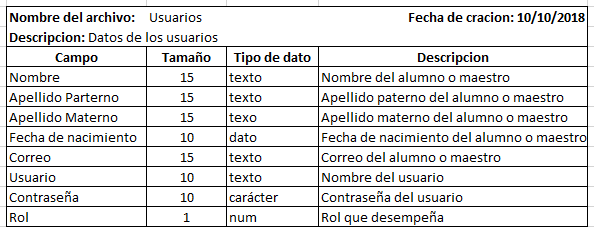 Nombre del archivo: Usuarios Fecha de cracion: 10/10/2018
Descripcion: Datos de los usuarios
Campo Tamaño Tipo de dato Descripcion
Nombre 15 texto Nombre del alumno o maestro
Apellido Parterno 15 texto Apellido paterno del alumno o maestro
Apellido Materno 15 texo Apellido materno del alumno o maestro
Fecha de nacimiento 10 dato Fecha de nacimiento del alumno o maestro
Correo 15 texto Correo del alumno o maestro
Usuario 10 texto Nombre del usuario
Contraseña 10 carácter Contraseña del usuario
Rol 1 num Rol que desempeña